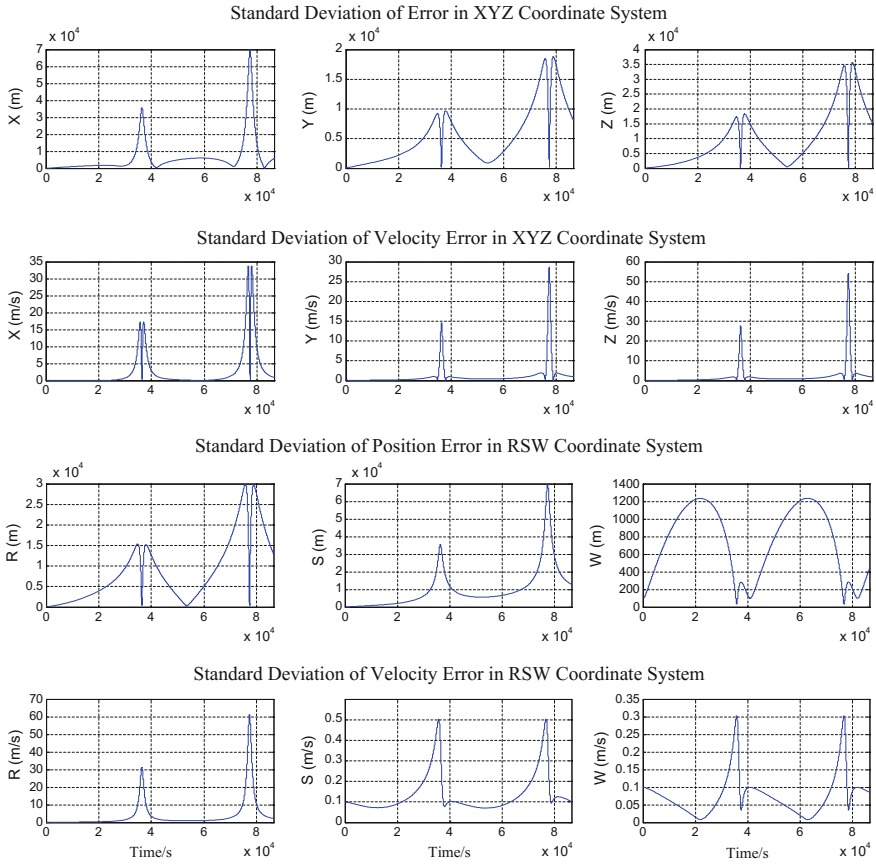 Standard Deviation of Error in XYZ Coordinate System
x 10^4
x 10^4
x 10^4
7
6
5
4
3
2
1
0
X (m)
0 2 4 6 8
x 10^4
2
1.5
1
0.5
0
Y (m)
0 2 4 6 8
x 10^4
4
3.5
3
2.5
2
1.5
1
0.5
0
Z (m)
0 2 4 6 8
x 10^4
Standard Deviation of Velocity Error in XYZ Coordinate System
35
30
25
20
15
10
5
0
X (m/s)
0 2 4 6 8
x 10^4
30
25
20
15
10
5
0
Y (m/s)
0 2 4 6 8
x 10^4
60
50
40
30
20
10
0
Z (m/s)
0 2 4 6 8
x 10^4
Standard Deviation of Position Error in RSW Coordinate System
x 10^4
x 10^4
3
2.5
2
1.5
1
0.5
0
R (m)
0 2 4 6 8
x 10^4
7
6
5
4
3
2
1
0
S (m)
0 2 4 6 8
x 10^4
1400
1200
1000
800
600
400
200
0
W (m)
0 2 4 6 8
x 10^4
Standard Deviation of Velocity Error in RSW Coordinate System
70
60
50
40
30
20
10
0
R (m/s)
0 2 4 6 8
Time/s
x 10^4
0.5
0.4
0.3
0.2
0.1
0
S (m/s)
0 2 4 6 8
Time/s
x 10^4
0.35
0.3
0.25
0.2
0.15
0.1
0.05
0
W (m/s)
0 2 4 6 8
Time/s
x 10^4